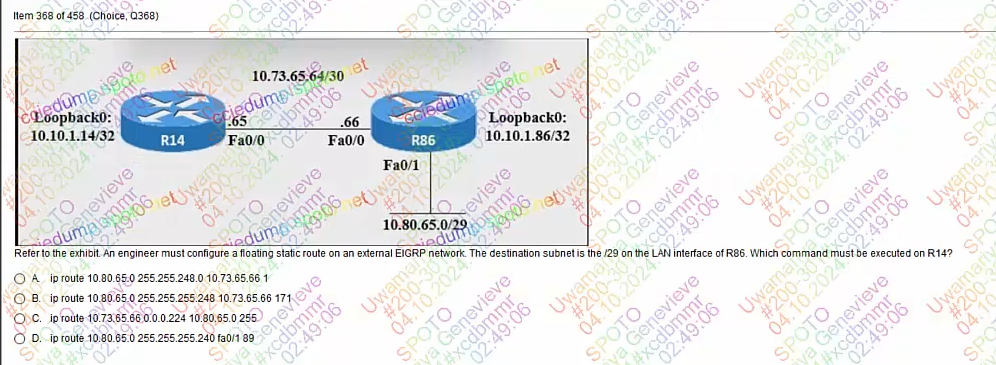 Item 368 of 458 (Choice, Q368)
10.73.65.64/30
Loopback0:
10.10.1.14/32
R14
.65
Fa0/0
.66
Fa0/0
R86
Loopback0:
10.10.1.86/32
Fa0/1
10.80.65.0/29
Refer to the exhibit. An engineer must configure a floating static route on an external EIGRP network. The destination subnet is the /29 on the LAN interface of R86. Which command must be executed on R14?
A. ip route 10.80.65.0 255.255.248.0 10.73.65.66 1
B. ip route 10.80.65.0 255.255.255.248 10.73.65.66 171
C. ip route 10.73.65.66 0.0.0.224 10.80.65.0 255
D. ip route 10.80.65.0 255.255.255.240 fa0/1 89